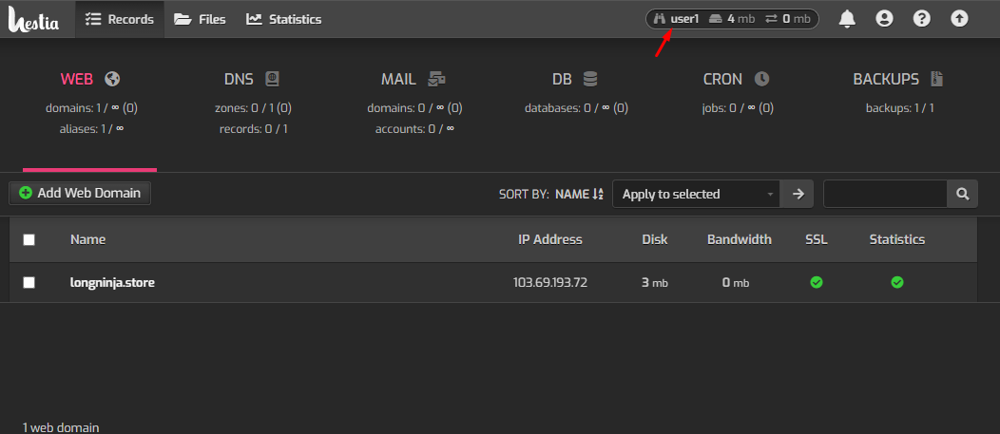 hestia Records Files Statistics user1 4 mb 0 mb
WEB DNS MAIL DB CRON BACKUPS
domains: 1 / ∞ (0) zones: 0 / 1 (0) domains: 0 / ∞ (0) databases: 0 / ∞ (0) jobs: 0 / ∞ (0) backups: 1 / 1
aliases: 1 / ∞ records: 0 / 1 accounts: 0 / ∞
Add Web Domain SORT BY: NAME Apply to selected
Name IP Address Disk Bandwidth SSL Statistics
longninja.store 103.69.193.72 3 mb 0 mb
1 web domain